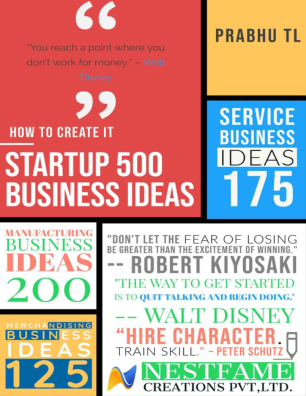 “
"You reach a point where you
don't work for money." – Walt
Disney
”
HOW TO CREATE IT
STARTUP 500
BUSINESS IDEAS
PRABHU TL
SERVICE
BUSINESS
IDEAS
175
MANUFACTURING
BUSINESS
IDEAS
200
MERCHANDISING
BUSINESS
IDEAS
125
"DON'T LET THE FEAR OF LOSING
BE GREATER THAN THE EXCITEMENT OF WINNING."
-- ROBERT KIYOSAKI
"THE WAY TO GET STARTED
IS TO QUIT TALKING AND BEGIN DOING."
-- WALT DISNEY
“HIRE CHARACTER.
TRAIN SKILL.” – PETER SCHUTZ
NESTFAME
CREATIONS PVT,LTD.